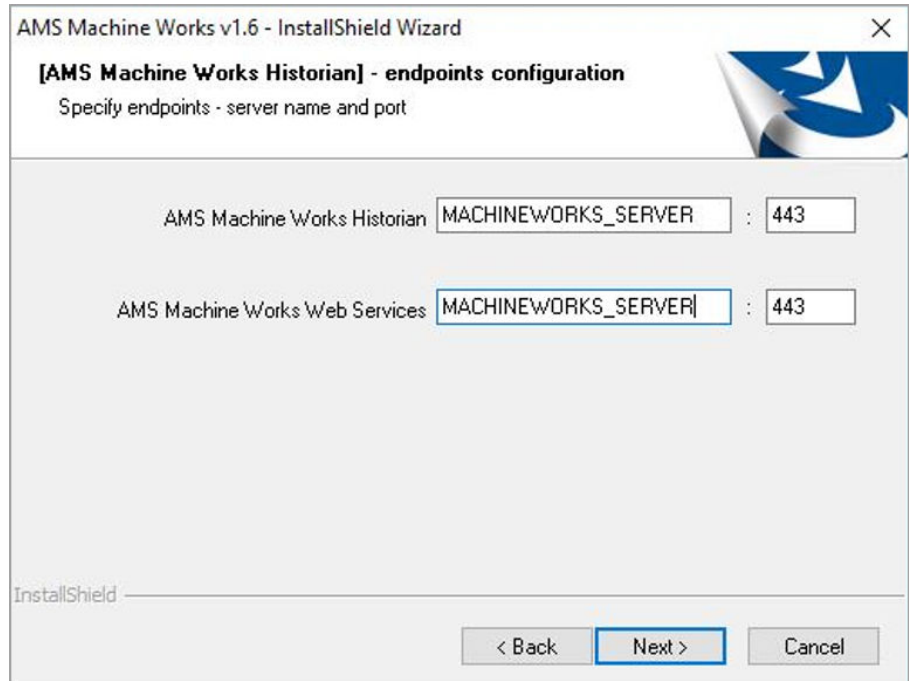 AMS Machine Works v1.6 - InstallShield Wizard
[AMS Machine Works Historian] - endpoints configuration
Specify endpoints - server name and port
AMS Machine Works Historian MACHINEWORKS_SERVER : 443
AMS Machine Works Web Services MACHINEWORKS_SERVER : 443
InstallShield
< Back Next > Cancel